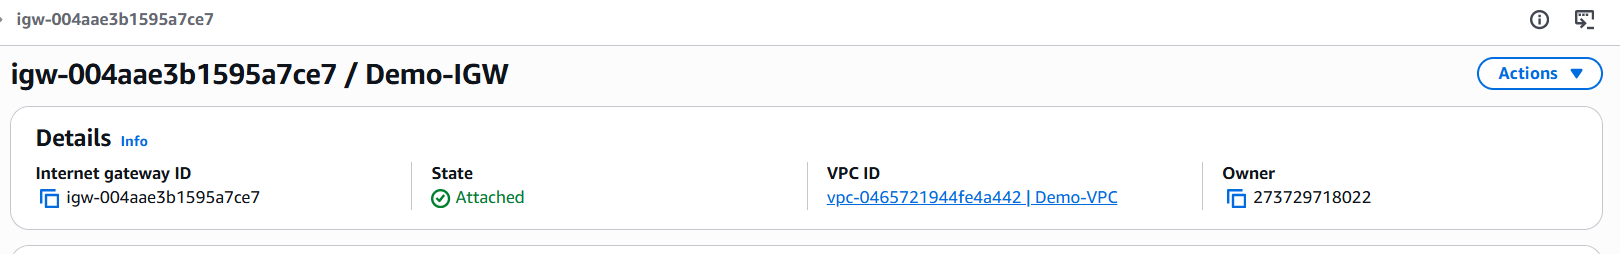 igw-004aae3b1595a7ce7
igw-004aae3b1595a7ce7 / Demo-IGW
Actions
Details Info
Internet gateway ID
igw-004aae3b1595a7ce7
State
Attached
VPC ID
vpc-0465721944fe4a442 | Demo-VPC
Owner
273729718022